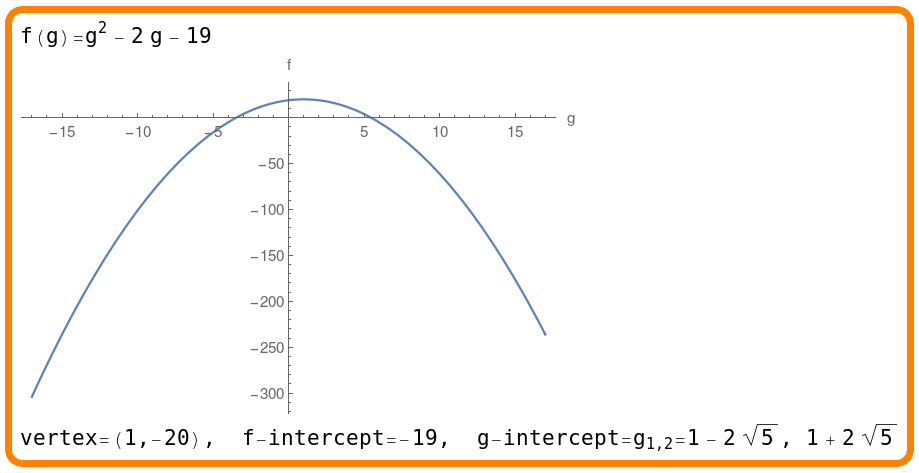 f(g)=g² − 2 g − 19
f
g
−15 −10 −5 5 10 15
−50
−100
−150
−200
−250
−300
vertex=(1,−20), f−intercept=−19, g−intercept=g₁,₂=1 − 2 √5, 1 + 2 √5